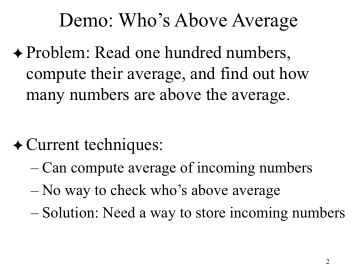 Demo: Who's Above Average
✦ Problem: Read one hundred numbers,
compute their average, and find out how
many numbers are above the average.
✦ Current techniques:
– Can compute average of incoming numbers
– No way to check who's above average
– Solution: Need a way to store incoming numbers
2